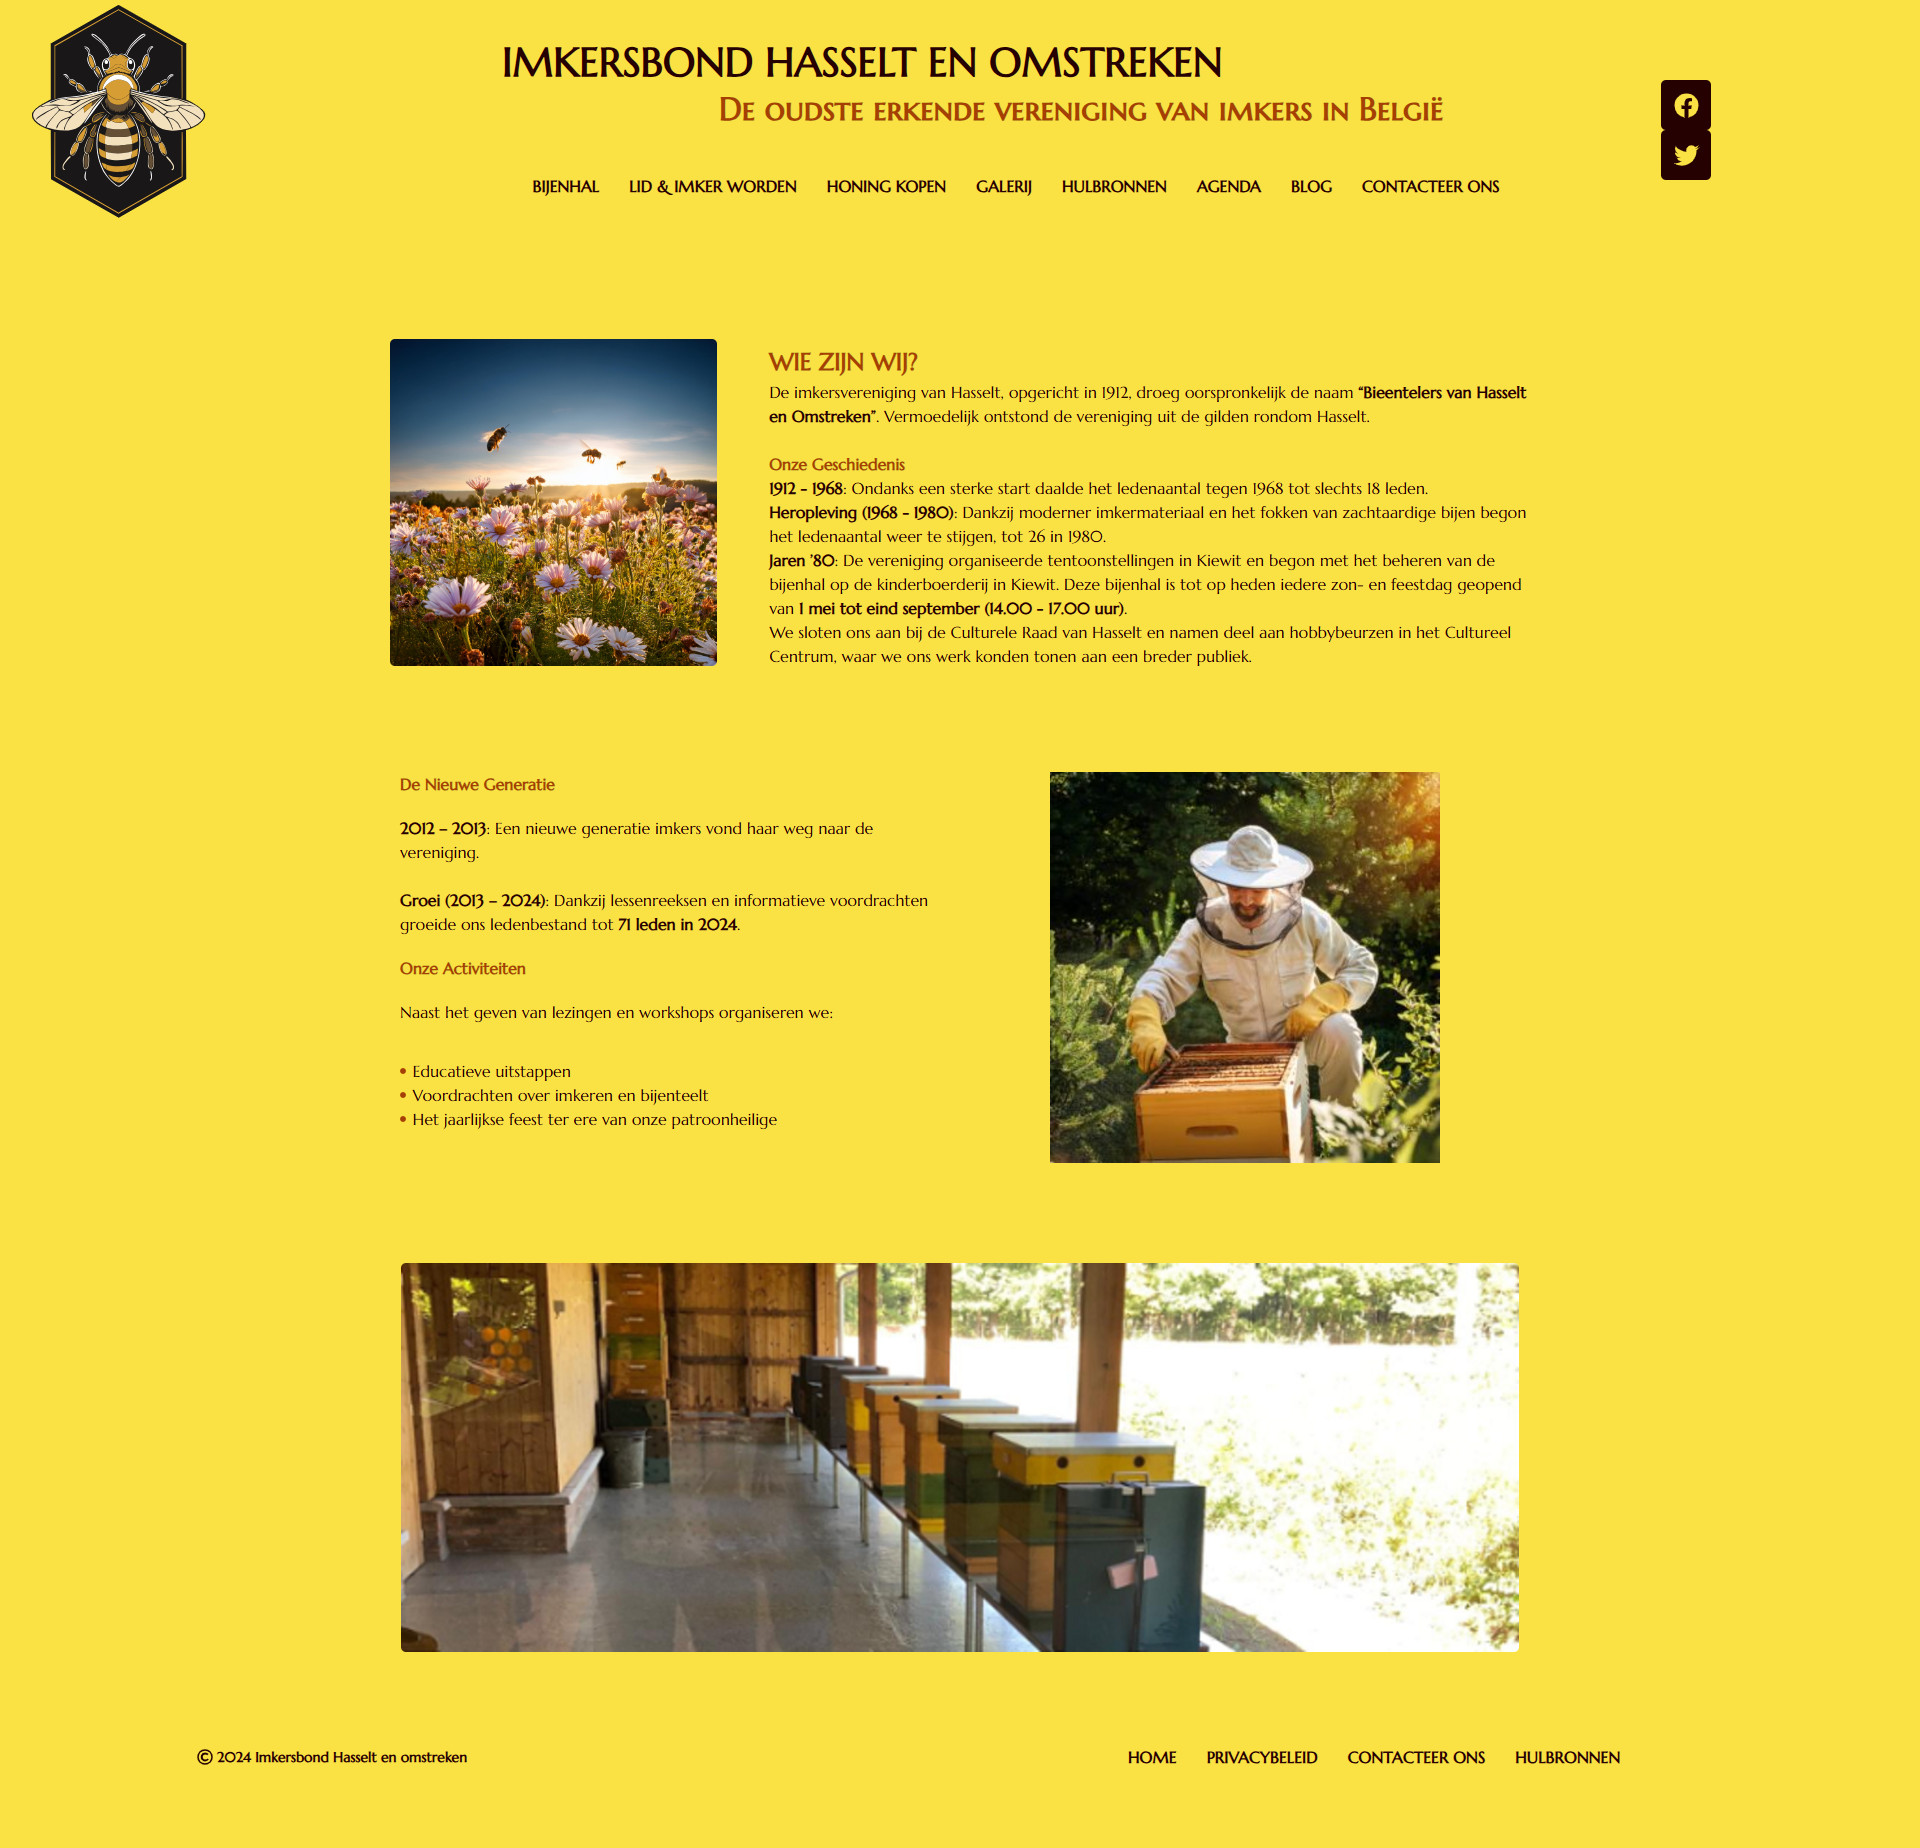 IMKERSBOND HASSELT EN OMSTREKEN
De oudste erkende vereniging van imkers in België
BIJENHAL LID & IMKER WORDEN HONING KOPEN GALERIJ HULBRONNEN AGENDA BLOG CONTACTEER ONS
WIE ZIJN WIJ?
De imkersvereniging van Hasselt, opgericht in 1912, droeg oorspronkelijk de naam “Bieentelers van Hasselt
en Omstreken”. Vermoedelijk ontstond de vereniging uit de gilden rondom Hasselt.
Onze Geschiedenis
1912 - 1968: Ondanks een sterke start daalde het ledenaantal tegen 1968 tot slechts 18 leden.
Heropleving (1968 - 1980): Dankzij moderner imkermateriaal en het fokken van zachtaardige bijen begon
het ledenaantal weer te stijgen, tot 26 in 1980.
Jaren ’80: De vereniging organiseerde tentoonstellingen in Kiewit en begon met het beheren van de
bijenhal op de kinderboerderij in Kiewit. Deze bijenhal is tot op heden iedere zon- en feestdag geopend
van 1 mei tot eind september (14.00 - 17.00 uur).
We sloten ons aan bij de Culturele Raad van Hasselt en namen deel aan hobbybeurzen in het Cultureel
Centrum, waar we ons werk konden tonen aan een breder publiek.
De Nieuwe Generatie
2012 – 2013: Een nieuwe generatie imkers vond haar weg naar de
vereniging.
Groei (2013 – 2024): Dankzij lessenreeksen en informatieve voordrachten
groeide ons ledenbestand tot 71 leden in 2024.
Onze Activiteiten
Naast het geven van lezingen en workshops organiseren we:
• Educatieve uitstappen
• Voordrachten over imkeren en bijenteelt
• Het jaarlijkse feest ter ere van onze patroonheilige
© 2024 Imkersbond Hasselt en omstreken
HOME PRIVACYBELEID CONTACTEER ONS HULBRONNEN